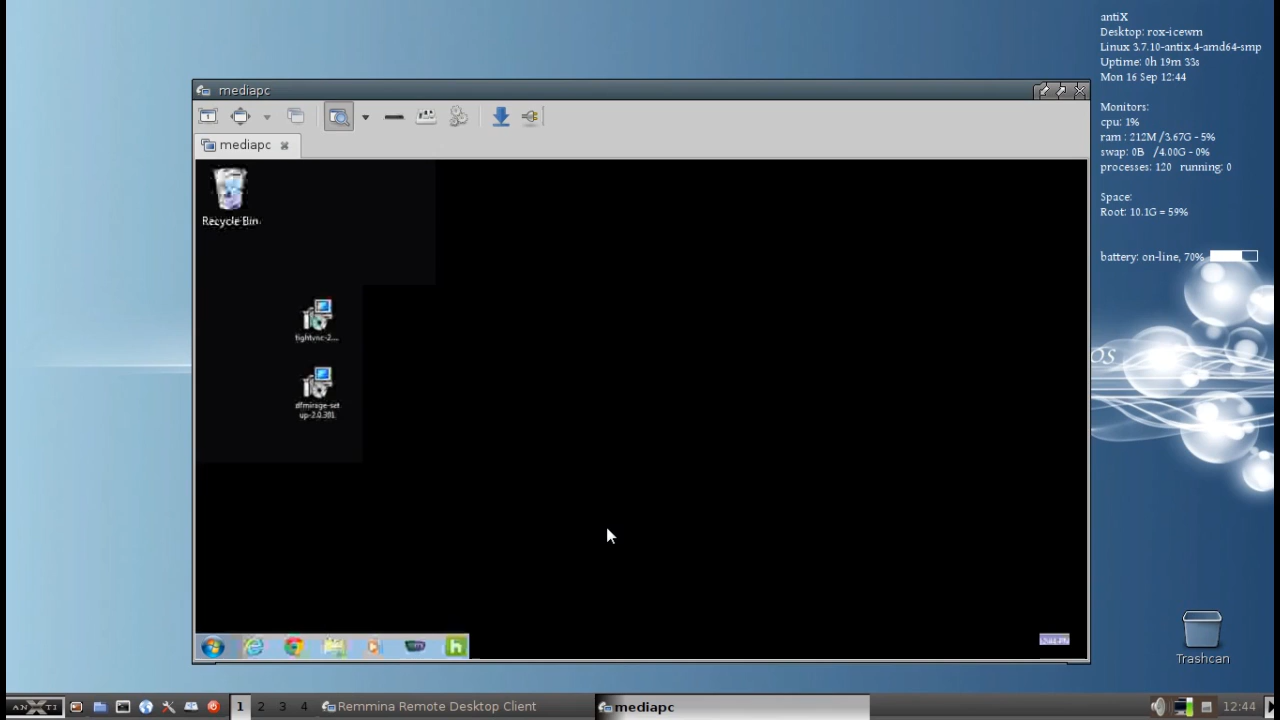 antiX
Desktop: rox-icewm
Linux 3.7.10-antix.4-amd64-smp
Uptime: 0h 19m 33s
Mon 16 Sep 12:44
Monitors:
cpu: 1%
ram : 212M /3.67G - 5%
swap: 0B /4.00G - 0%
processes: 120 running: 0
Space:
Root: 10.1G = 59%
battery: on-line, 70%
mediapc
mediapc
Recycle Bin
tightvnc-2...
dfmirage-set
up-2.0.301
h
OS
Trashcan
ANTI
1 2 3 4
Remmina Remote Desktop Client
mediapc
12:44